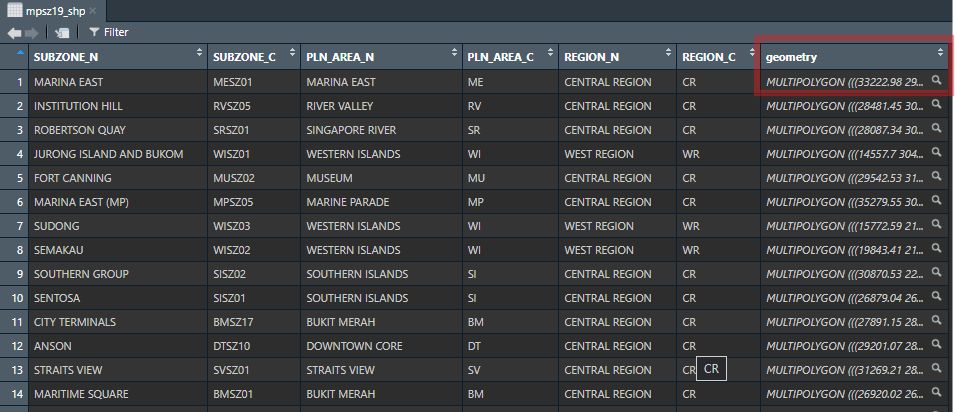 mpsz19_shp ×
Filter
SUBZONE_N SUBZONE_C PLN_AREA_N PLN_AREA_C REGION_N REGION_C geometry
1 MARINA EAST MESZ01 MARINA EAST ME CENTRAL REGION CR MULTIPOLYGON (((33222.98 29...
2 INSTITUTION HILL RVSZ05 RIVER VALLEY RV CENTRAL REGION CR MULTIPOLYGON (((28481.45 30...
3 ROBERTSON QUAY SRSZ01 SINGAPORE RIVER SR CENTRAL REGION CR MULTIPOLYGON (((28087.34 30...
4 JURONG ISLAND AND BUKOM WISZ01 WESTERN ISLANDS WI WEST REGION WR MULTIPOLYGON (((14557.7 304...
5 FORT CANNING MUSZ02 MUSEUM MU CENTRAL REGION CR MULTIPOLYGON (((29542.53 31...
6 MARINA EAST (MP) MPSZ05 MARINE PARADE MP CENTRAL REGION CR MULTIPOLYGON (((35279.55 30...
7 SUDONG WISZ03 WESTERN ISLANDS WI WEST REGION WR MULTIPOLYGON (((15772.59 21...
8 SEMAKAU WISZ02 WESTERN ISLANDS WI WEST REGION WR MULTIPOLYGON (((19843.41 21...
9 SOUTHERN GROUP SISZ02 SOUTHERN ISLANDS SI CENTRAL REGION CR MULTIPOLYGON (((30870.53 22...
10 SENTOSA SISZ01 SOUTHERN ISLANDS SI CENTRAL REGION CR MULTIPOLYGON (((26879.04 26...
11 CITY TERMINALS BMSZ17 BUKIT MERAH BM CENTRAL REGION CR MULTIPOLYGON (((27891.15 28...
12 ANSON DTSZ10 DOWNTOWN CORE DT CENTRAL REGION CR MULTIPOLYGON (((29201.07 28...
13 STRAITS VIEW SVSZ01 STRAITS VIEW SV CENTRAL REGION CR CR MULTIPOLYGON (((31269.21 28...
14 MARITIME SQUARE BMSZ01 BUKIT MERAH BM CENTRAL REGION CR MULTIPOLYGON (((26920.02 26...